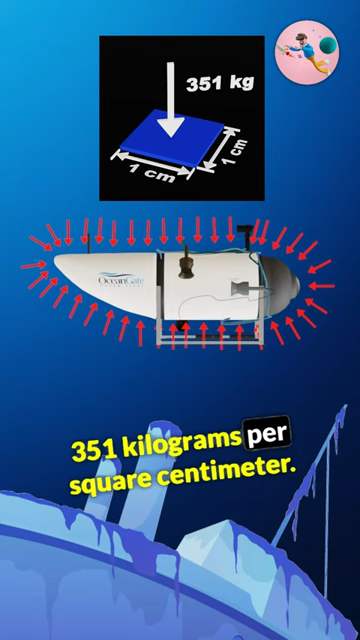 351 kg
1 cm
1 cm
OceanGate
351 kilograms per
square centimeter.